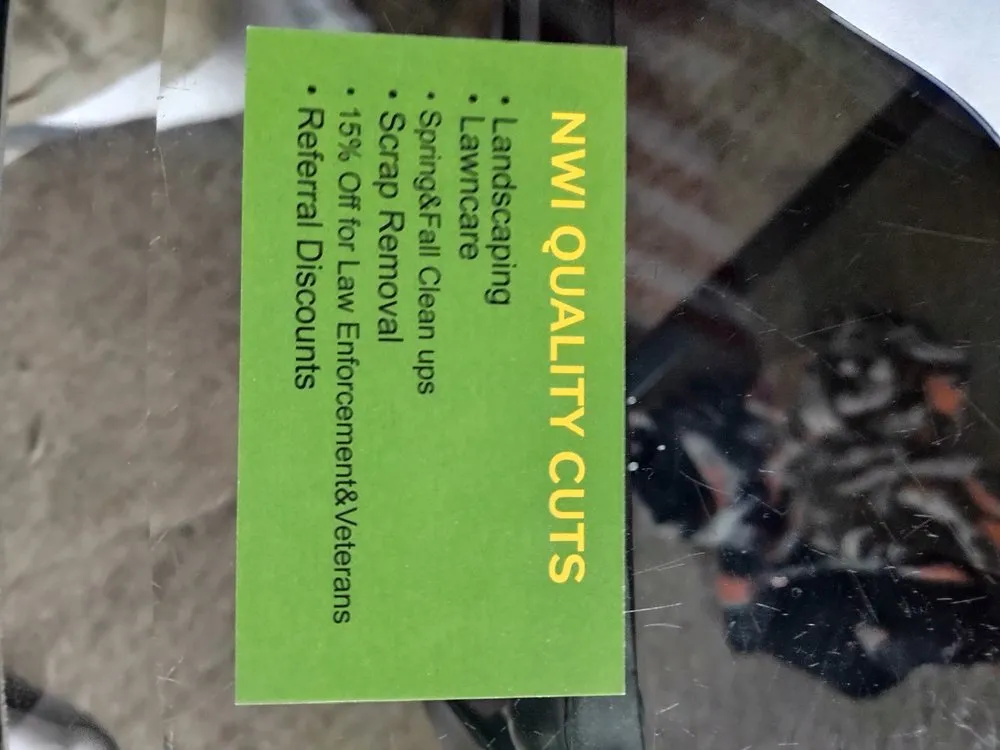 NWI QUALITY CUTS
• Landscaping
• Lawncare
• Spring&Fall Clean ups
• Scrap Removal
• 15% Off for Law Enforcement&Veterans
• Referral Discounts